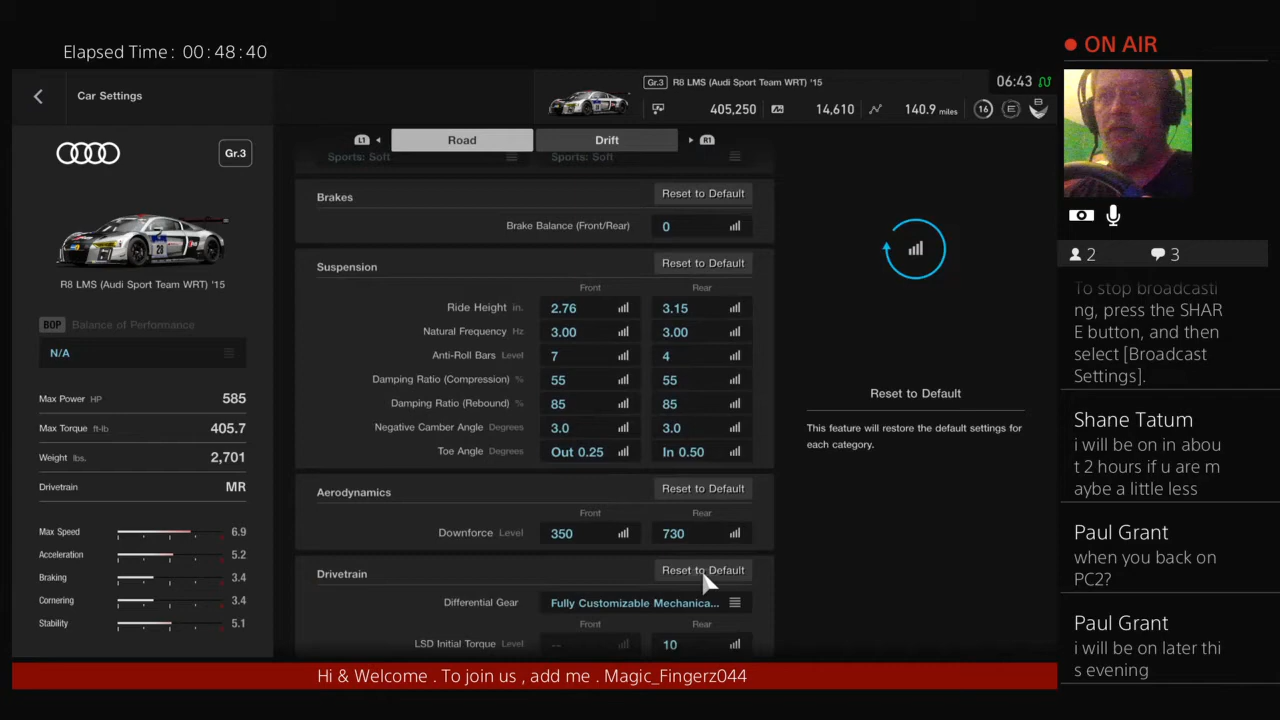 Elapsed Time: 00:48:40
ON AIR
Car Settings
Gr.3 R8 LMS (Audi Sport Team WRT) '15
06:43
405,250 14,610 140.9 miles 16 E B
L1 Road Drift R1
Gr.3
Sports: Soft Sports: Soft
Brakes Reset to Default
Brake Balance (Front/Rear) 0
Suspension Reset to Default
Front Rear
Ride Height in. 2.76 3.15
Natural Frequency Hz 3.00 3.00
Anti-Roll Bars Level 7 4
Damping Ratio (Compression) % 55 55
Damping Ratio (Rebound) % 85 85
Negative Camber Angle Degrees 3.0 3.0
Toe Angle Degrees Out 0.25 In 0.50
Aerodynamics Reset to Default
Front Rear
Downforce Level 350 730
Drivetrain Reset to Default
Differential Gear Fully Customizable Mechanica...
Front Rear
LSD Initial Torque Level -- 10
28
R8 LMS (Audi Sport Team WRT) '15
BOP Balance of Performance
N/A
Max Power HP 585
Max Torque ft-lb 405.7
Weight lbs. 2,701
Drivetrain MR
Max Speed 6.9
Acceleration 5.2
Braking 3.4
Cornering 3.4
Stability 5.1
Reset to Default
This feature will restore the default settings for
each category.
2 3
To stop broadcasti
ng, press the SHAR
E button, and then
select [Broadcast
Settings].
Shane Tatum
i will be on in abou
t 2 hours if u are m
aybe a little less
Paul Grant
when you back on
PC2?
Paul Grant
i will be on later thi
s evening
Hi & Welcome . To join us , add me . Magic_Fingerz044